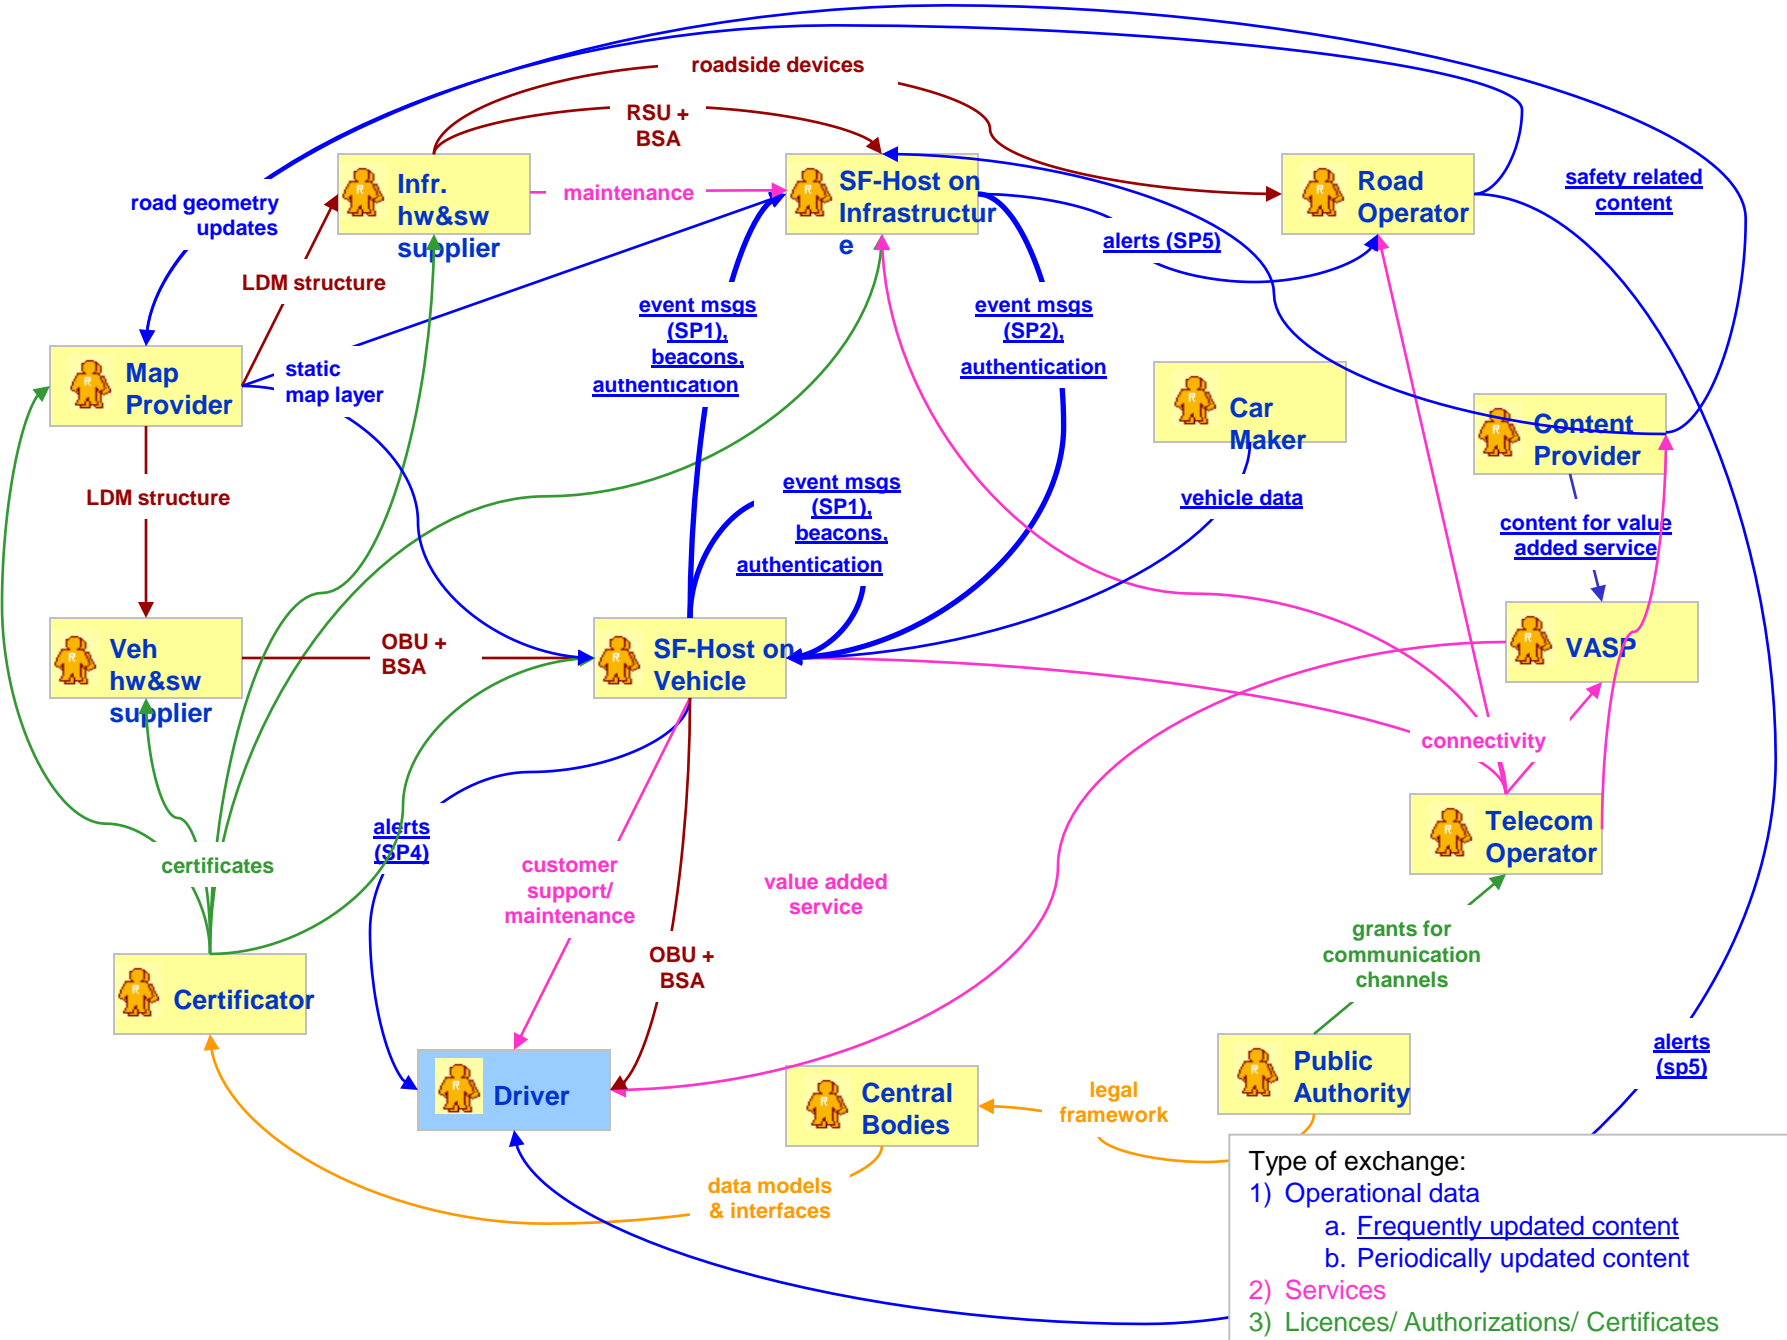 roadside devices
RSU +
BSA
Infr.
hw&sw
supplier
maintenance
SF-Host on
Infrastructur
e
Road
Operator
safety related
content
road geometry
updates
alerts (SP5)
LDM structure
event msgs
(SP1),
beacons,
authentication
event msgs
(SP2),
authentication
Map
Provider
static
map layer
Car
Maker
Content
Provider
LDM structure
event msgs
(SP1),
beacons,
authentication
vehicle data
content for value
added service
Veh
hw&sw
supplier
OBU +
BSA
SF-Host on
Vehicle
VASP
connectivity
alerts
(SP4)
certificates
customer
support/
maintenance
value added
service
Telecom
Operator
grants for
communication
channels
OBU +
BSA
Certificator
Driver
Central
Bodies
legal
framework
Public
Authority
alerts
(sp5)
data models
& interfaces
Type of exchange:
1) Operational data
a. Frequently updated content
b. Periodically updated content
2) Services
3) Licences/ Authorizations/ Certificates